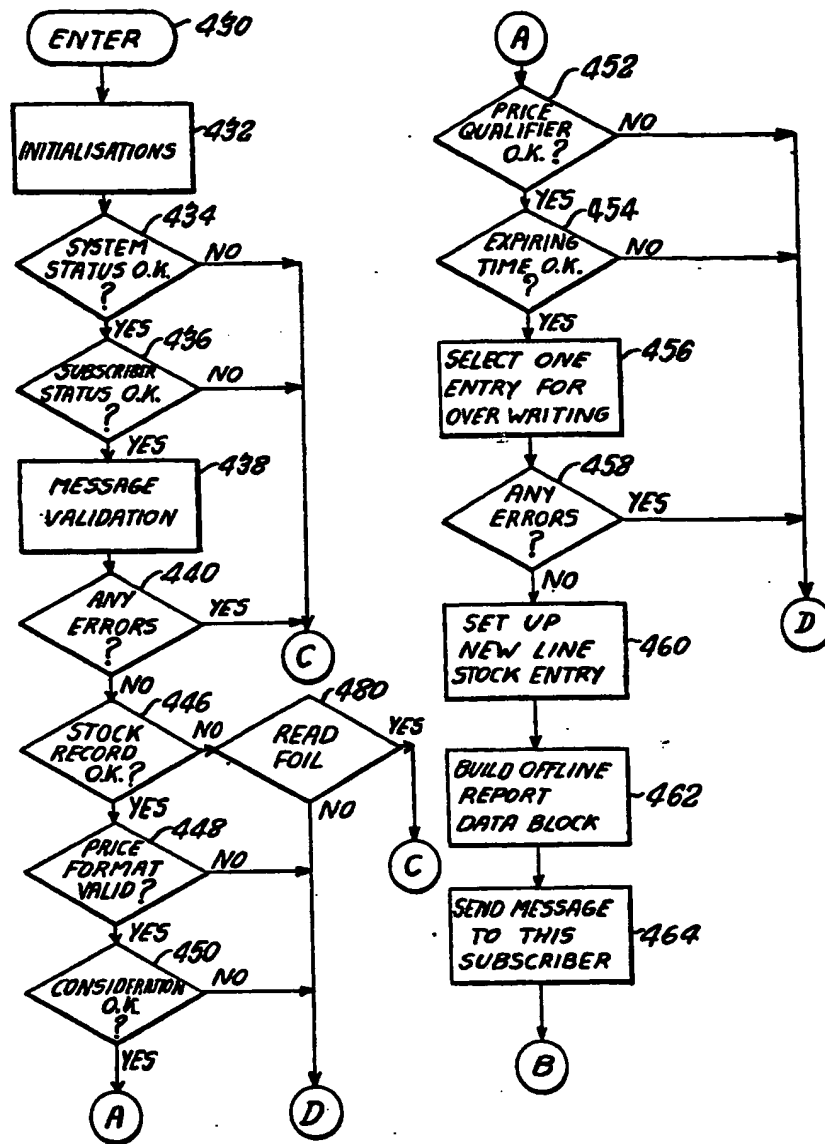 ENTER
430
INITIALISATIONS
432
SYSTEM
STATUS O.K.
?
434
NO
YES
SUBSCRIBER
STATUS O.K.
?
436
NO
YES
MESSAGE
VALIDATION
438
ANY
ERRORS
?
440
YES
C
NO
STOCK
RECORD
O.K.?
446
NO
READ
FOIL
480
YES
C
NO
YES
PRICE
FORMAT
VALID?
448
NO
YES
CONSIDERATION
O.K.
?
450
NO
YES
A
D
A
PRICE
QUALIFIER
O.K.?
452
NO
YES
EXPIRING
TIME O.K.
?
454
NO
YES
SELECT ONE
ENTRY FOR
OVER WRITING
456
ANY
ERRORS
?
458
YES
D
NO
SET UP
NEW LINE
STOCK ENTRY
460
BUILD OFFLINE
REPORT
DATA BLOCK
462
SEND MESSAGE
TO THIS
SUBSCRIBER
464
B